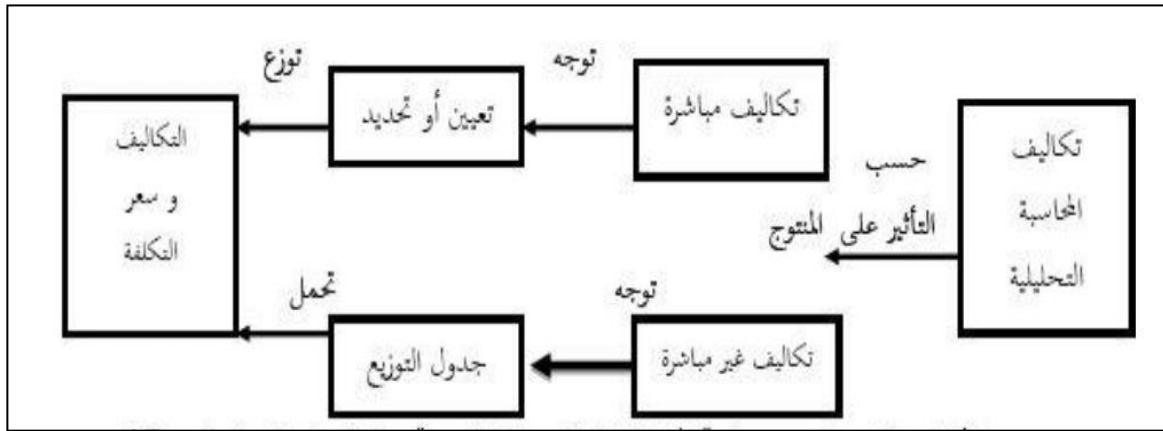 تكاليف
المحاسبة
التحليلية
حسب
التأثير على المنتوج
تكاليف مباشرة
توجه
تعيين أو تحديد
توزع
تكاليف غير مباشرة
توجه
جدول التوزيع
تحمل
التكاليف
و سعر
التكلفة